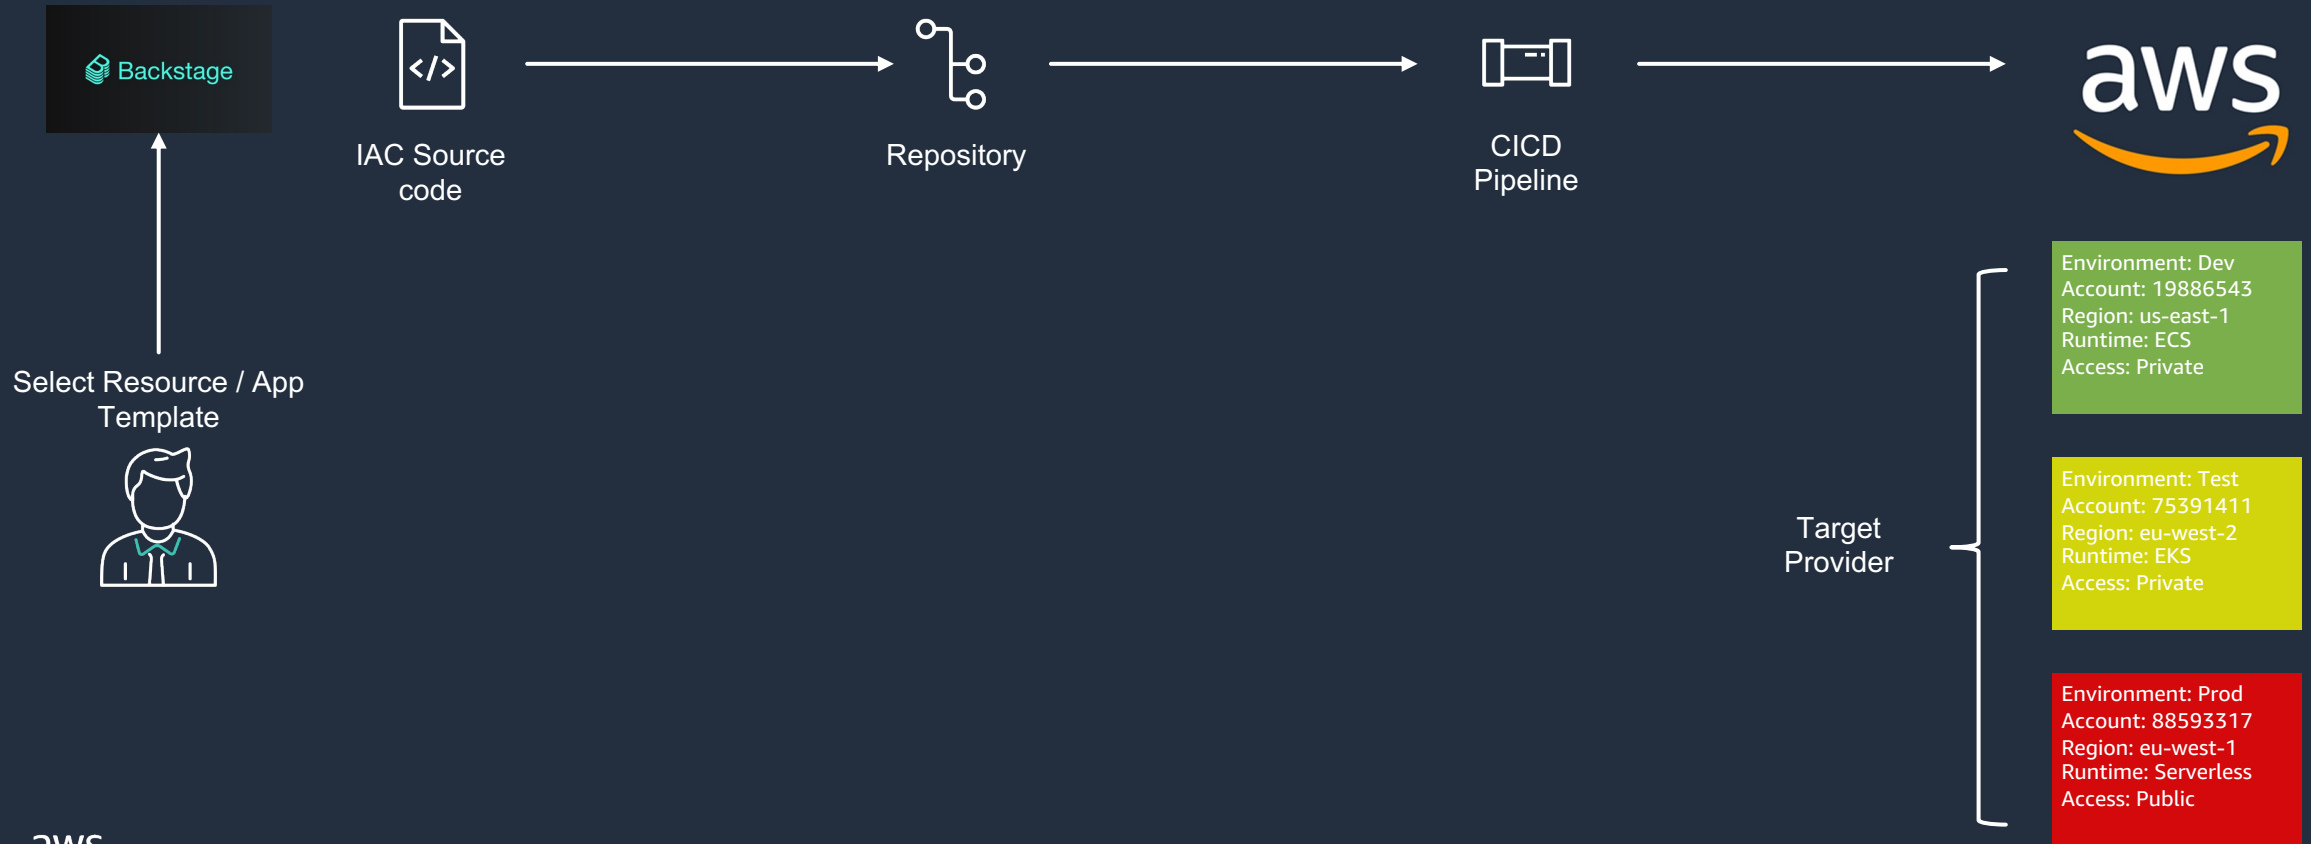 Backstage
</>
IAC Source
code
Repository
CICD
Pipeline
aws
Select Resource / App
Template
Target
Provider
Environment: Dev
Account: 19886543
Region: us-east-1
Runtime: ECS
Access: Private
Environment: Test
Account: 75391411
Region: eu-west-2
Runtime: EKS
Access: Private
Environment: Prod
Account: 88593317
Region: eu-west-1
Runtime: Serverless
Access: Public
aws